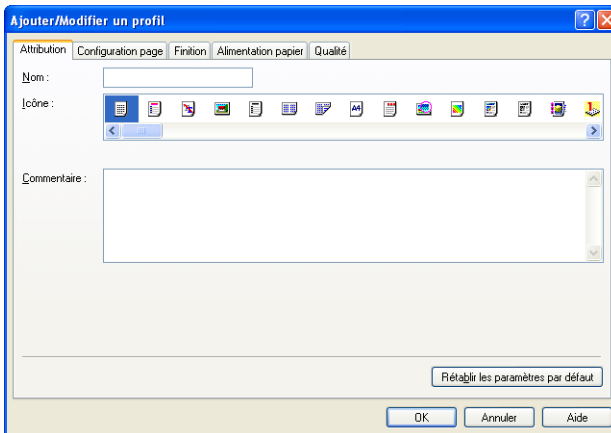 Ajouter/Modifier un profil
Attribution Configuration page Finition Alimentation papier Qualité
Nom :
Icône :
Commentaire :
Rétablir les paramètres par défaut
OK Annuler Aide